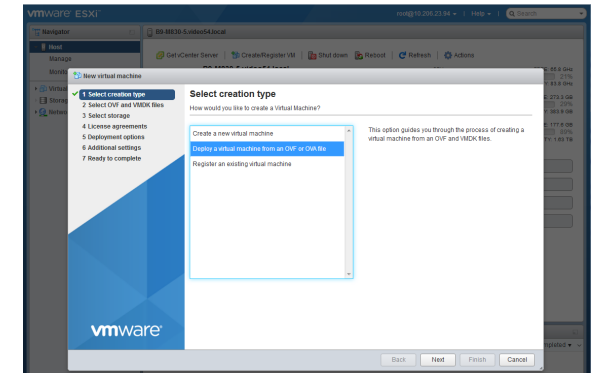 vmware® ESXi™
root@10.206.23.84 ▾ | Help ▾ | Search
Navigator
Host
Manage
Get vCenter Server | Create/Register VM | Shut down | Reboot | Refresh | Actions
New virtual machine
1 Select creation type
2 Select OVF and VMDK files
3 Select storage
4 License agreements
5 Deployment options
6 Additional settings
7 Ready to complete
Select creation type
How would you like to create a Virtual Machine?
Create a new virtual machine
Deploy a virtual machine from an OVF or OVA file
Register an existing virtual machine
This option guides you through the process of creating a
virtual machine from an OVF and VMDK files.
vmware®
Back
Next
Finish
Cancel